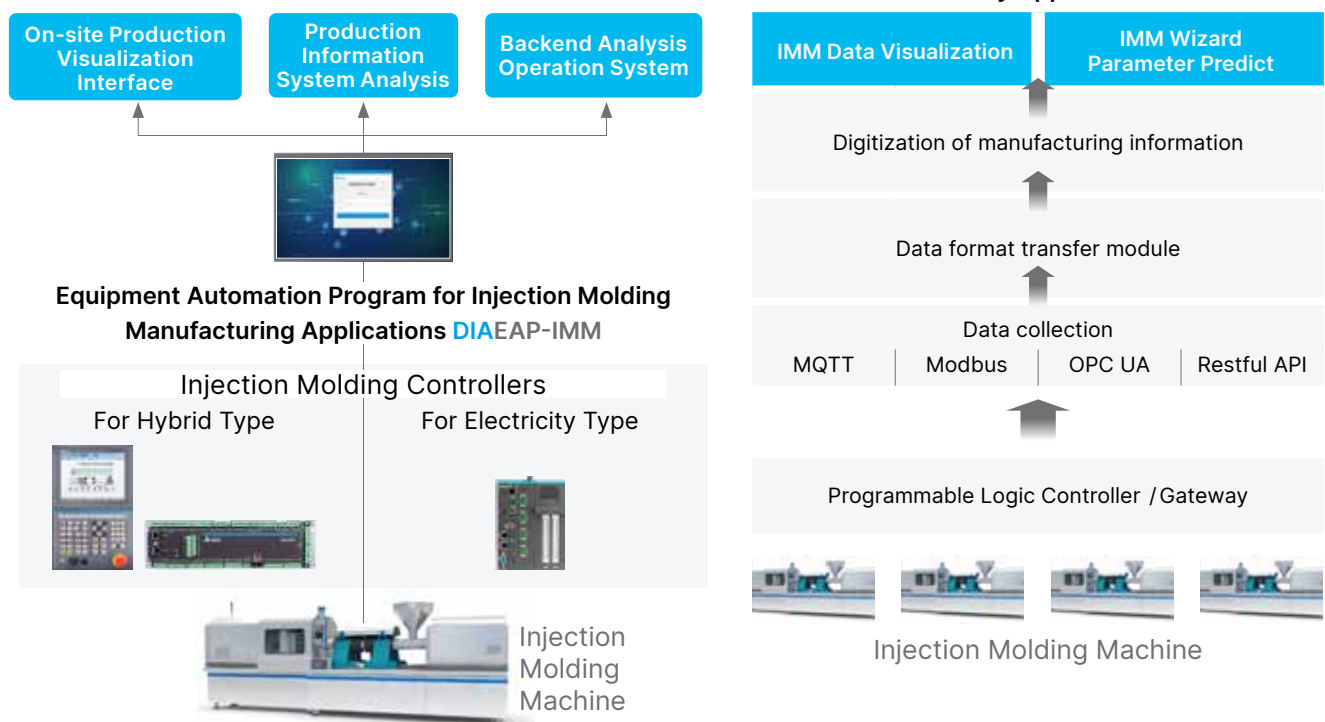 On-site Production
Visualization
Interface
Production
Information
System Analysis
Backend Analysis
Operation System
Equipment Automation Program for Injection Molding
Manufacturing Applications DIAEAP-IMM
Injection Molding Controllers
For Hybrid Type
For Electricity Type
Injection
Molding
Machine
IMM Data Visualization
IMM Wizard
Parameter Predict
Digitization of manufacturing information
Data format transfer module
Data collection
MQTT
Modbus
OPC UA
Restful API
Programmable Logic Controller / Gateway
Injection Molding Machine